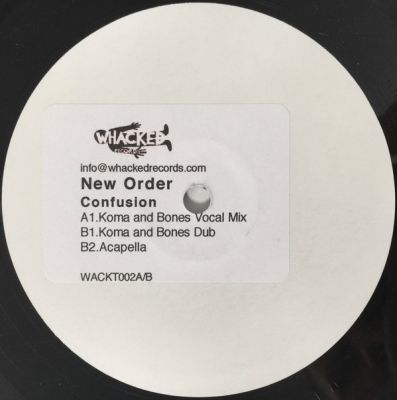 WHACKED
records
info@whackedrecords.com
New Order
Confusion
A1.Koma and Bones Vocal Mix
B1.Koma and Bones Dub
B2.Acapella
WACKT002A/B